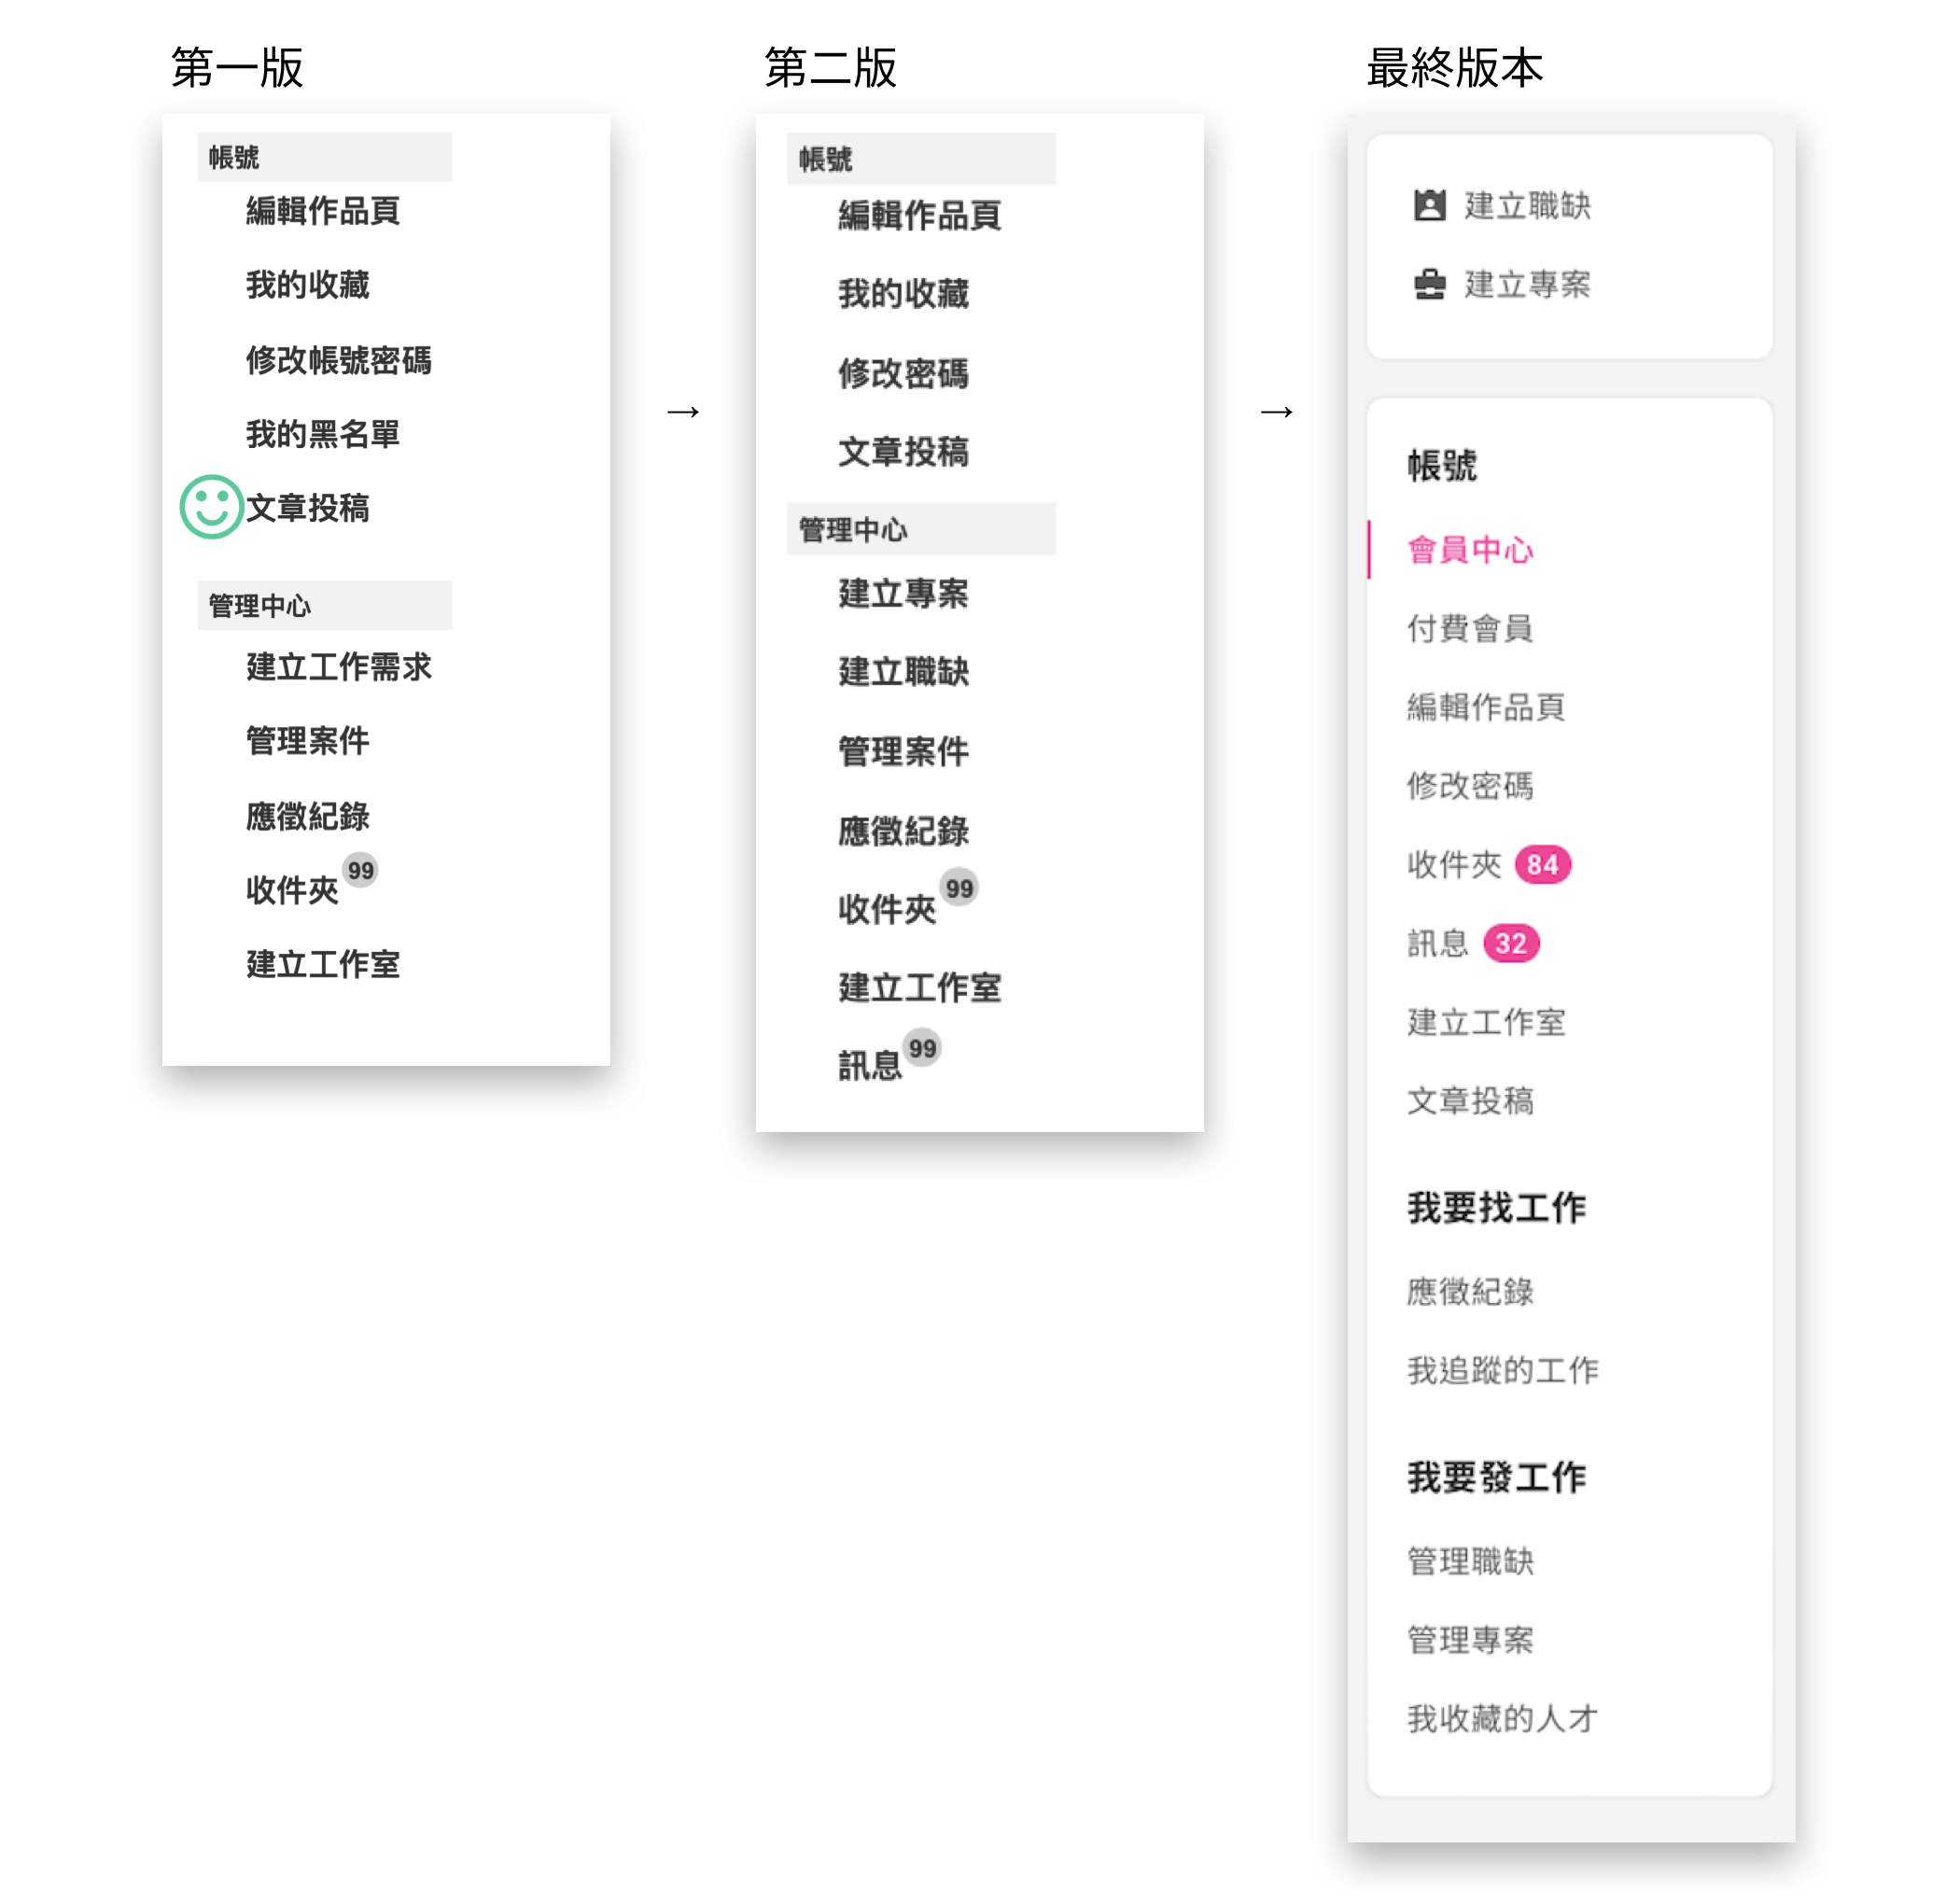 第一版
帳號
編輯作品頁
我的收藏
修改帳號密碼
我的黑名單
文章投稿
管理中心
建立工作需求
管理案件
應徵紀錄
收件夾 99
建立工作室
→
第二版
帳號
編輯作品頁
我的收藏
修改密碼
文章投稿
管理中心
建立專案
建立職缺
管理案件
應徵紀錄
收件夾 99
建立工作室
訊息 99
→
最終版本
建立職缺
建立專案
帳號
會員中心
付費會員
編輯作品頁
修改密碼
收件夾 84
訊息 32
建立工作室
文章投稿
我要找工作
應徵紀錄
我追蹤的工作
我要發工作
管理職缺
管理專案
我收藏的人才